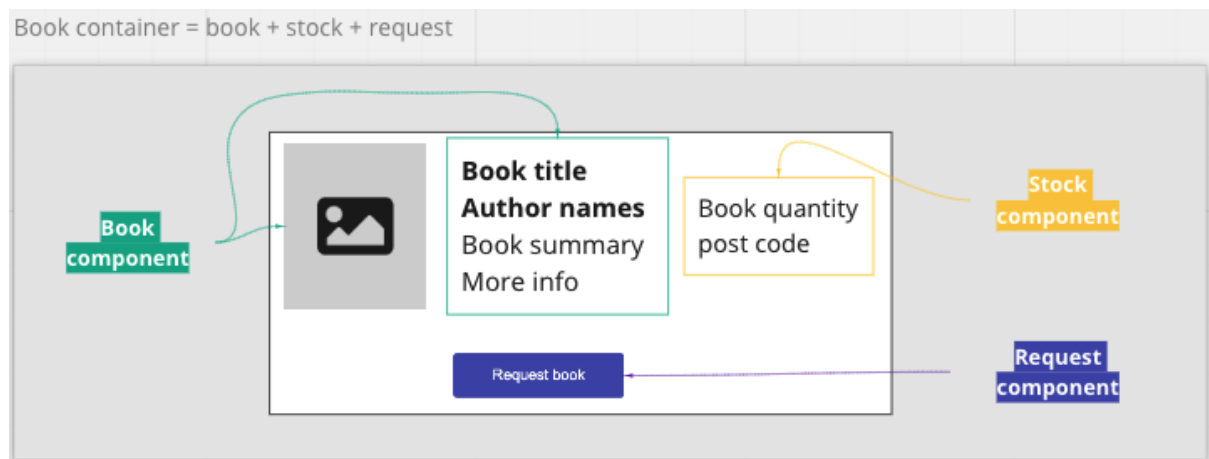 Book container = book + stock + request
Book
component
Book title
Author names
Book summary
More info
Book quantity
post code
Stock
component
Request book
Request
component